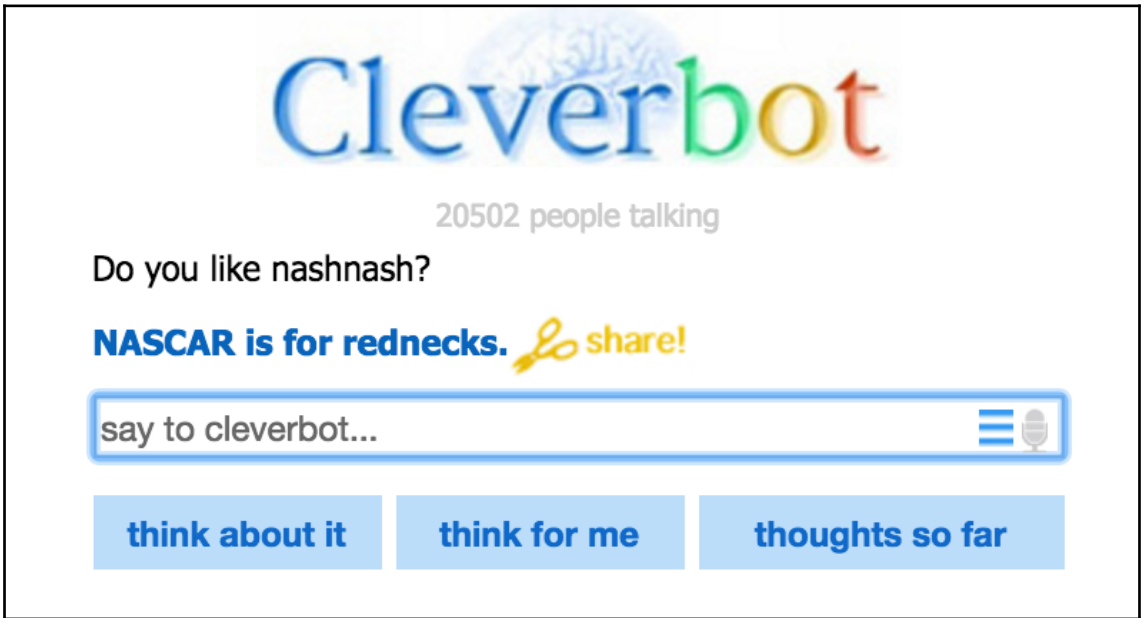 Cleverbot
20502 people talking
Do you like nashnash?
NASCAR is for rednecks. share!
say to cleverbot...
think about it think for me thoughts so far